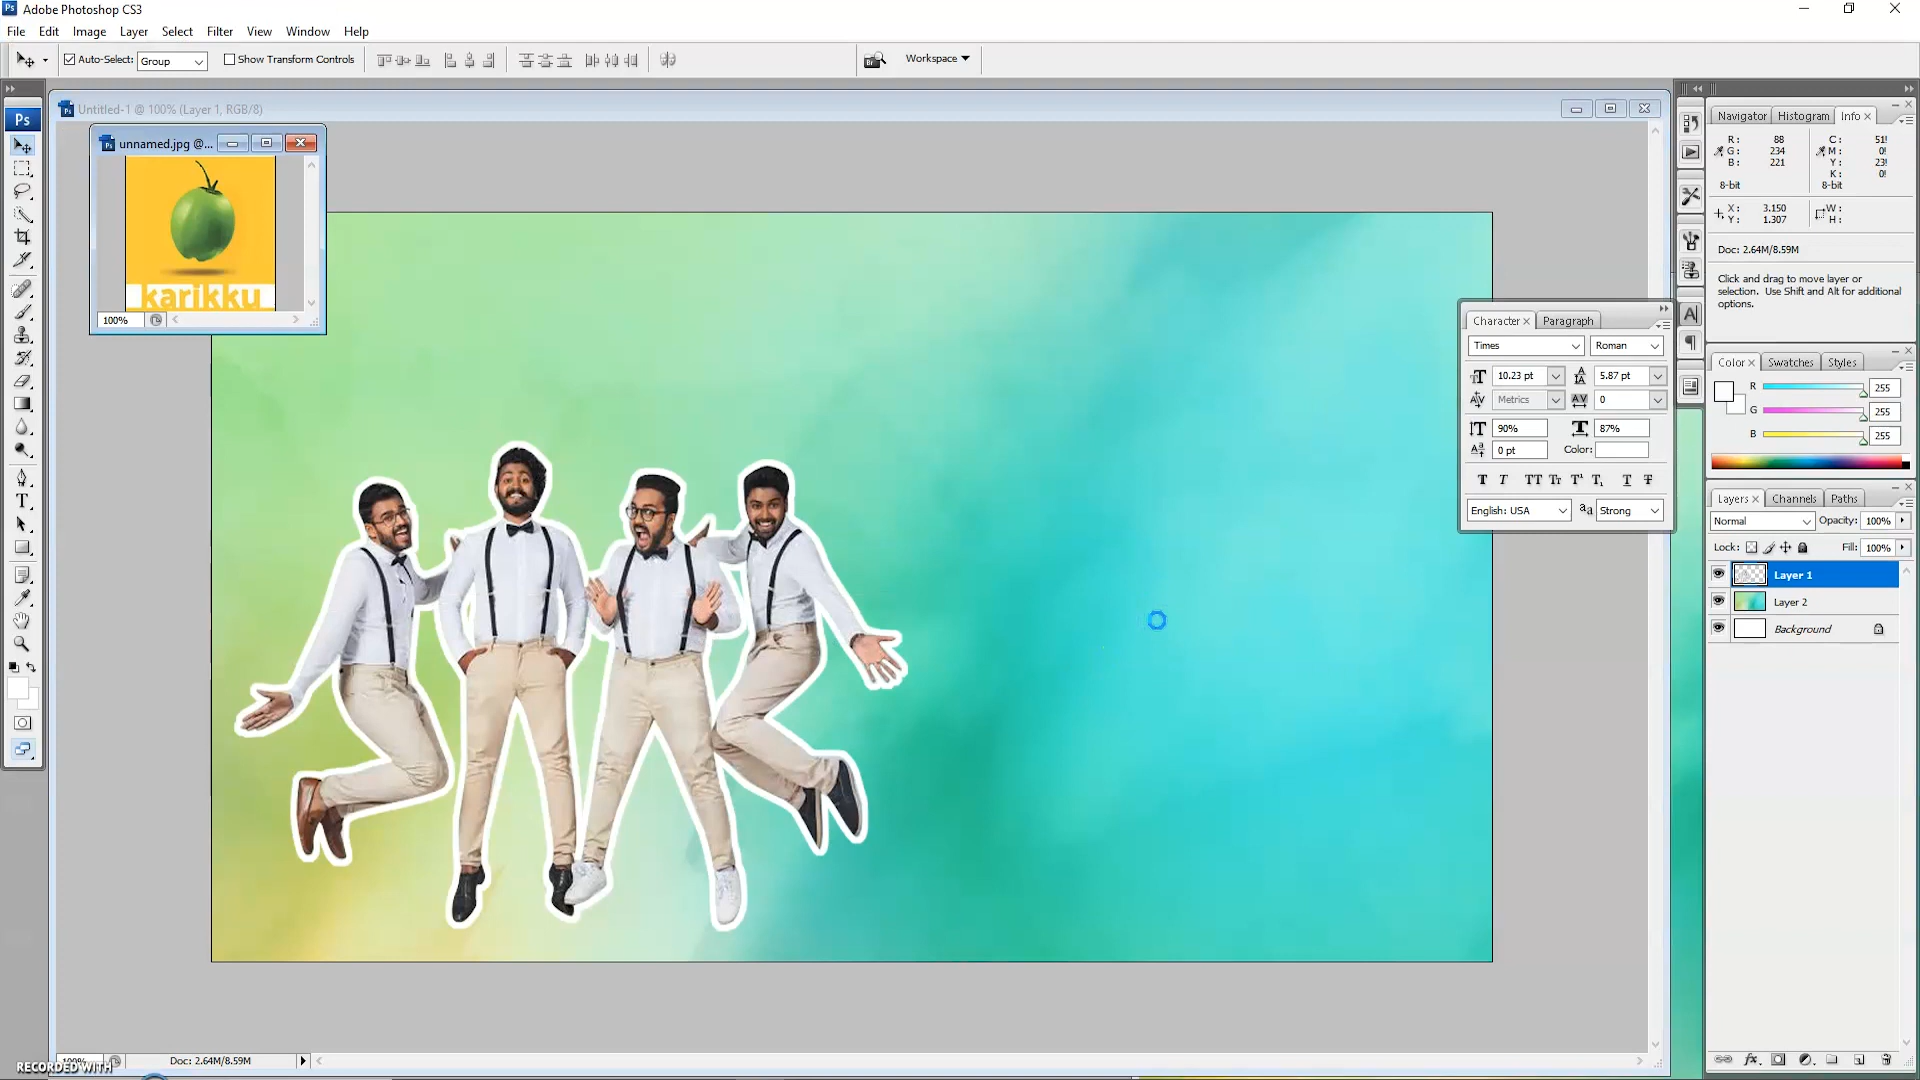 Adobe Photoshop CS3
File Edit Image Layer Select Filter View Window Help
Auto-Select: Group Show Transform Controls Workspace
Untitled-1 @ 100% (Layer 1, RGB/8)
unnamed.jpg @...
karikku
100%
Navigator Histogram Info
R: 88 C: 51!
G: 234 M: 0!
B: 221 Y: 23!
K: 0!
8-bit 8-bit
X: 3.150 W:
Y: 1.307 H:
Doc: 2.64M/8.59M
Click and drag to move layer or
selection. Use Shift and Alt for additional
options.
Character Paragraph
Times Roman
10.23 pt 5.87 pt
Metrics 0
90% 87%
0 pt Color:
English: USA Strong
Color Swatches Styles
R 255
G 255
B 255
Layers Channels Paths
Normal Opacity: 100%
Lock: Fill: 100%
Layer 1
Layer 2
Background
100% Doc: 2.64M/8.59M
RECORDED WITH